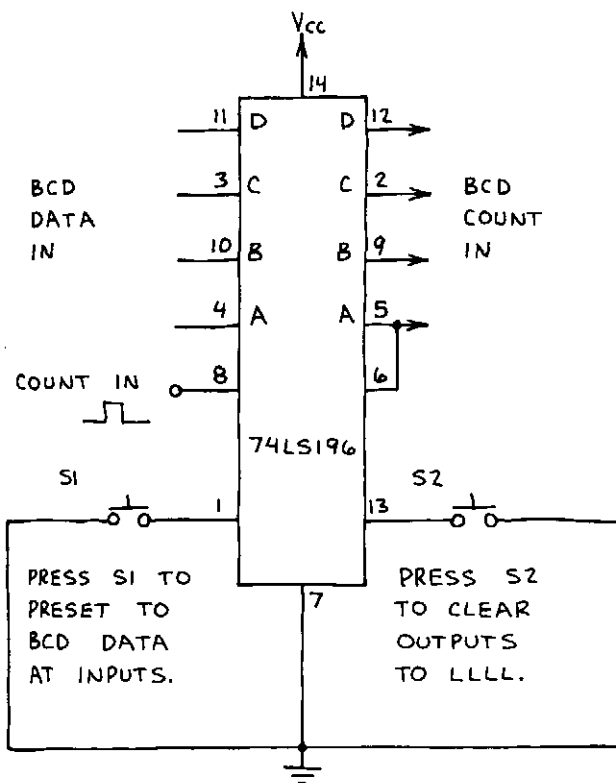 Vcc
14
11 D D 12
3 C C 2
BCD
DATA
IN
BCD
COUNT
IN
10 B B 9
4 A A 5
COUNT IN
8
6
74LS196
S1
S2
1
13
PRESS S1 TO
PRESET TO
BCD DATA
AT INPUTS.
7
PRESS S2
TO CLEAR
OUTPUTS
TO LLLL.